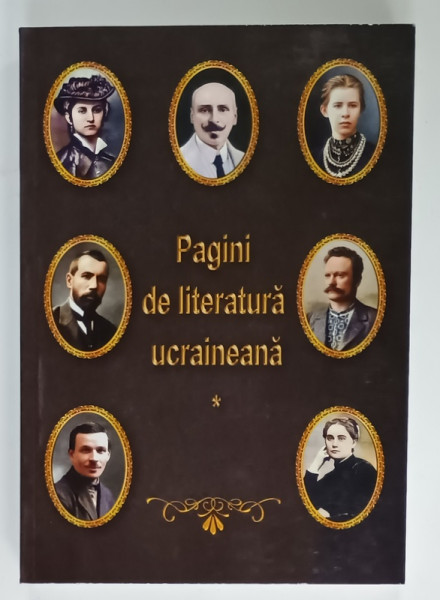 Pagini
de literatură
ucraineană
*